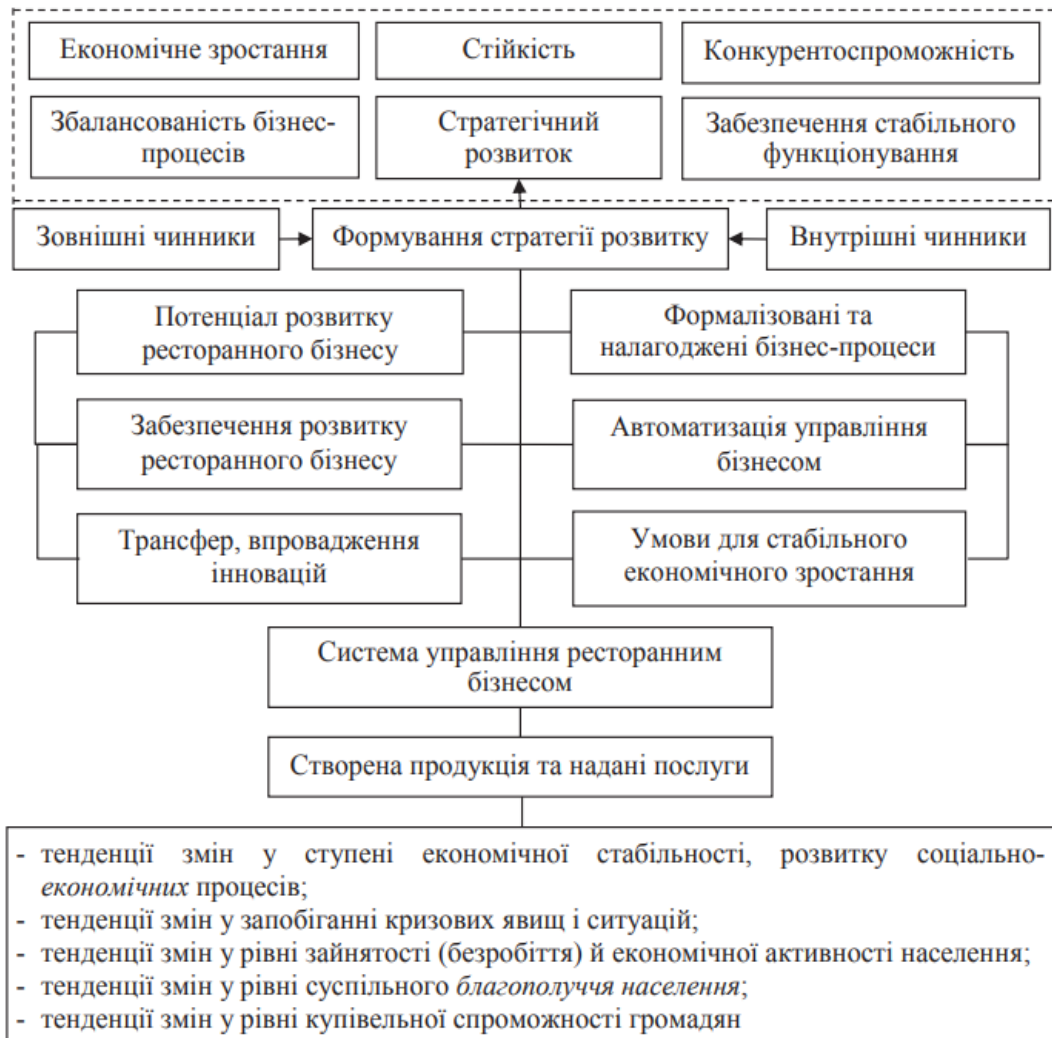 Економічне зростання
Стійкість
Конкурентоспроможність
Збалансованість бізнес-
процесів
Стратегічний
розвиток
Забезпечення стабільного
функціонування
Зовнішні чинники
Формування стратегії розвитку
Внутрішні чинники
Потенціал розвитку
ресторанного бізнесу
Формалізовані та
налагоджені бізнес-процеси
Забезпечення розвитку
ресторанного бізнесу
Автоматизація управління
бізнесом
Трансфер, впровадження
інновацій
Умови для стабільного
економічного зростання
Система управління ресторанним
бізнесом
Створена продукція та надані послуги
- тенденції змін у ступені економічної стабільності, розвитку соціально-
економічних процесів;
- тенденції змін у запобіганні кризових явищ і ситуацій;
- тенденції змін у рівні зайнятості (безробіття) й економічної активності населення;
- тенденції змін у рівні суспільного благополуччя населення;
- тенденції змін у рівні купівельної спроможності громадян